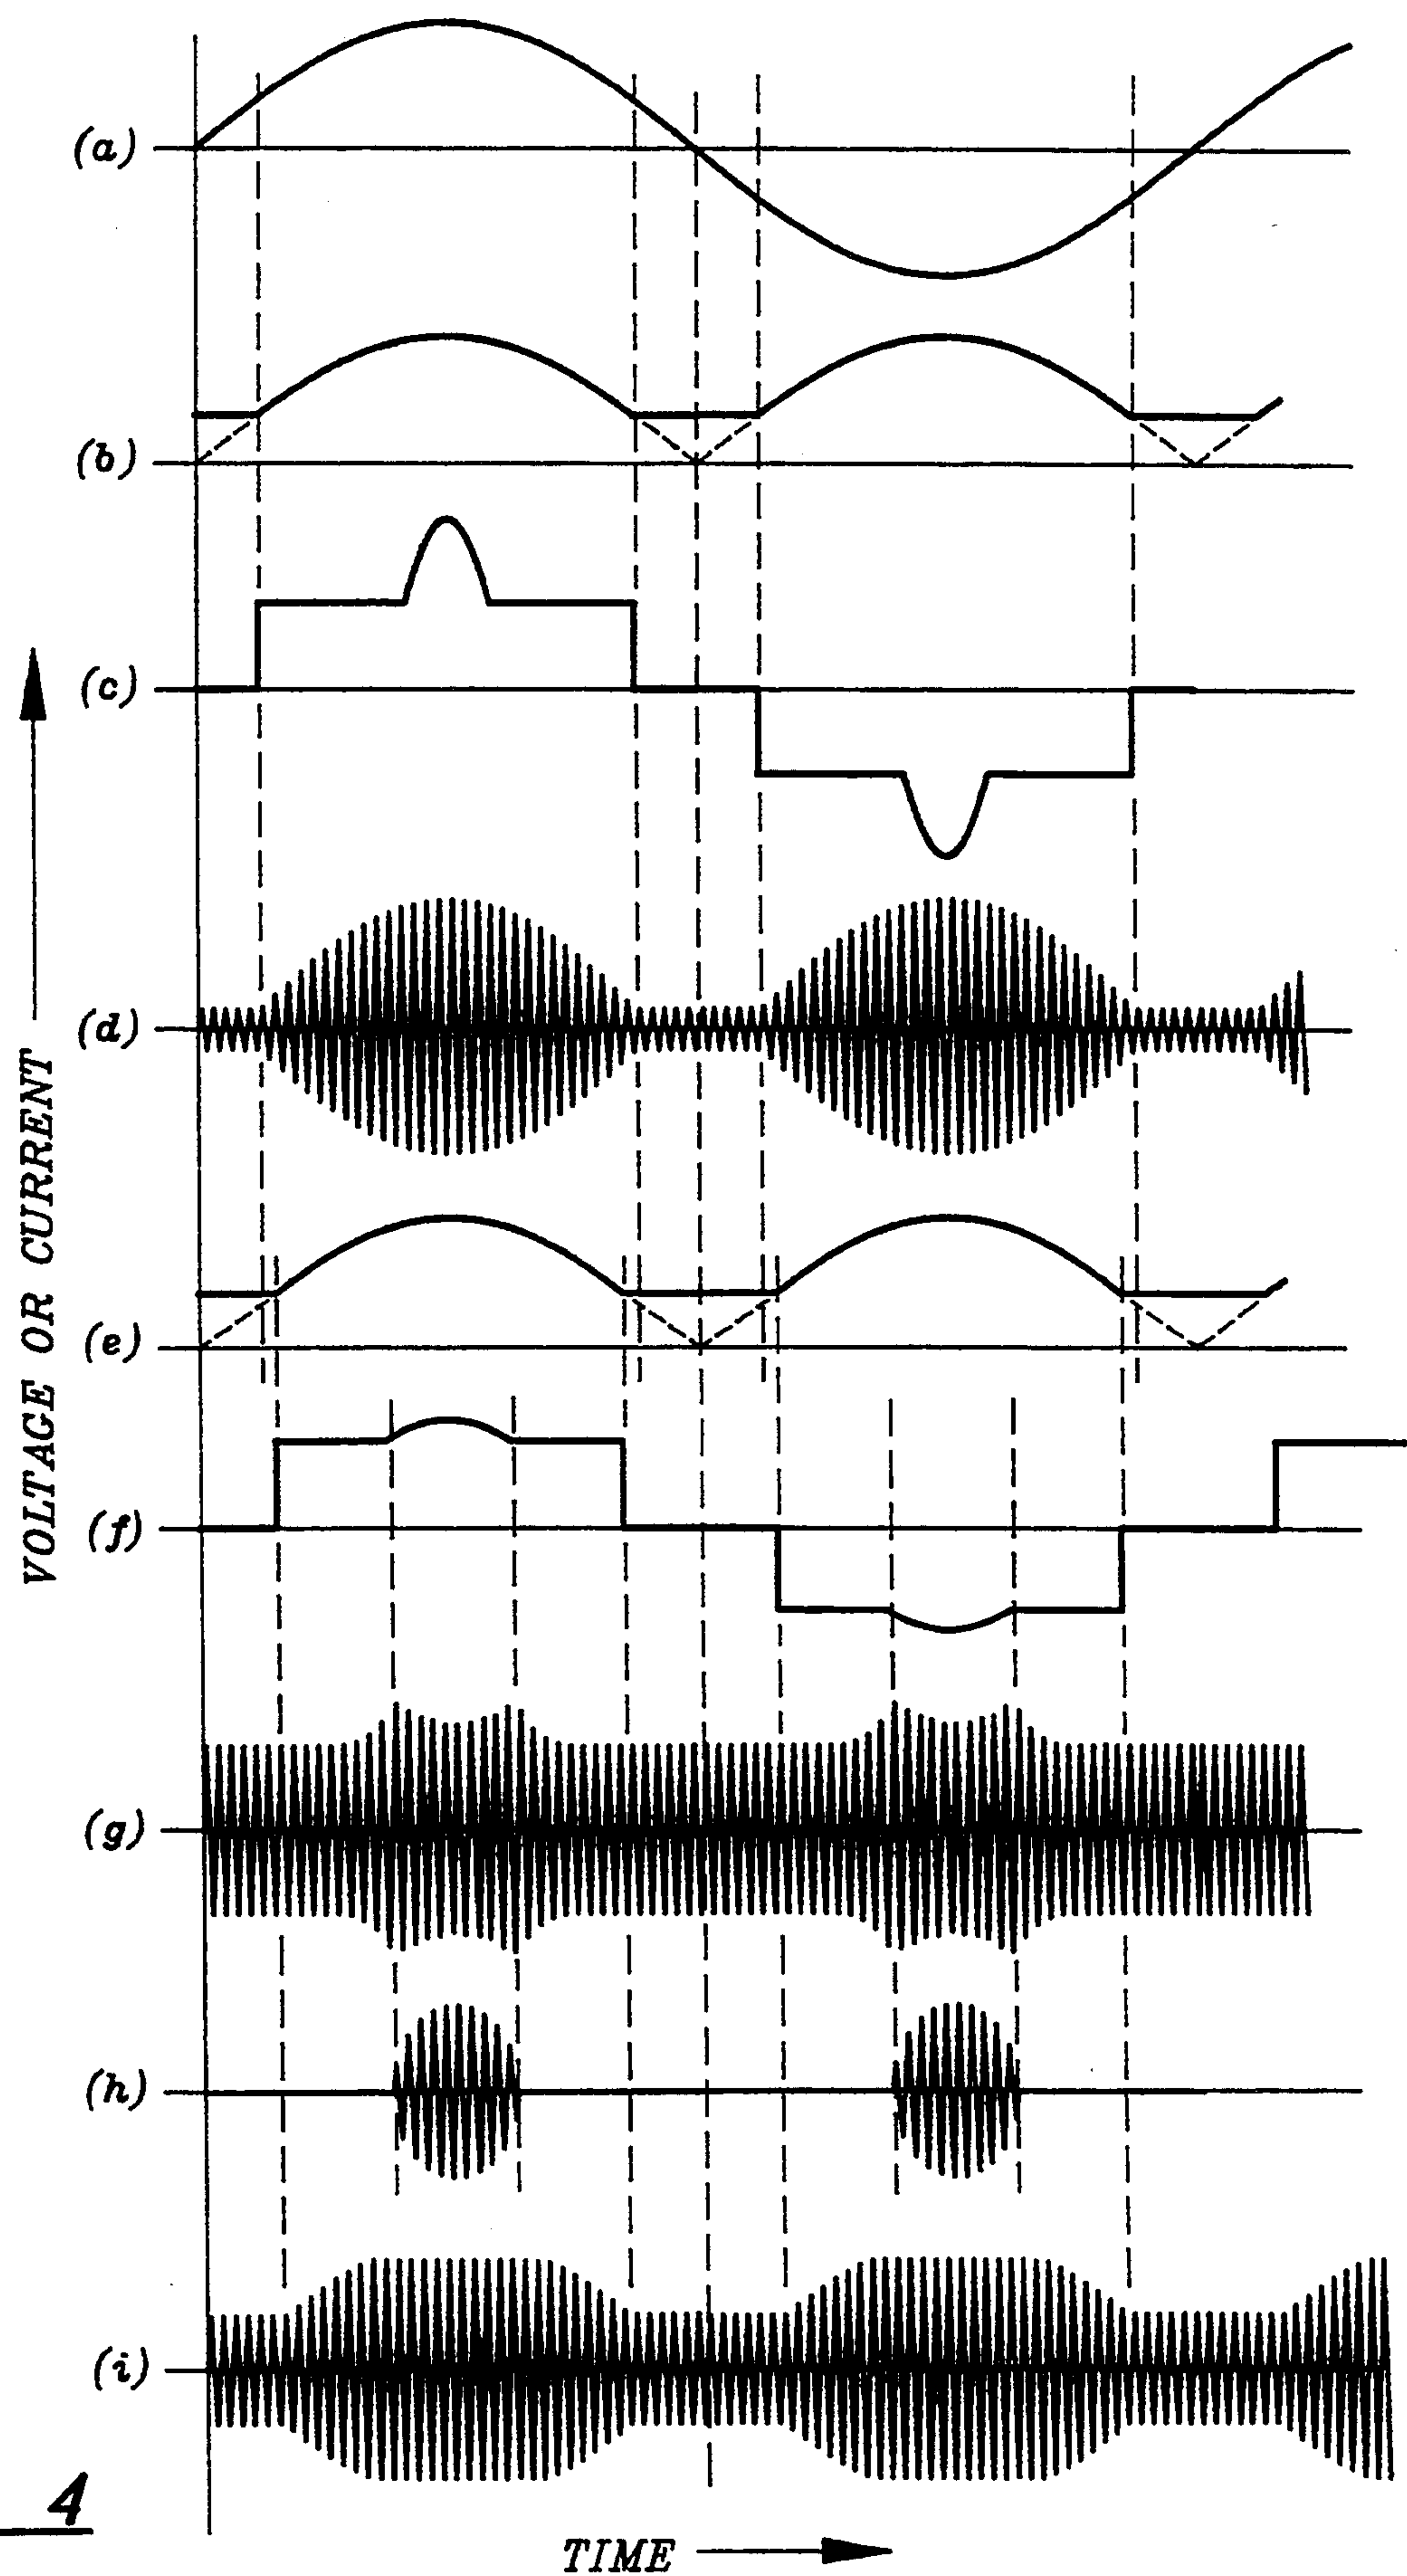 (a)
(b)
(c)
(d)
(e)
(f)
(g)
(h)
(i)
VOLTAGE OR CURRENT
4
TIME